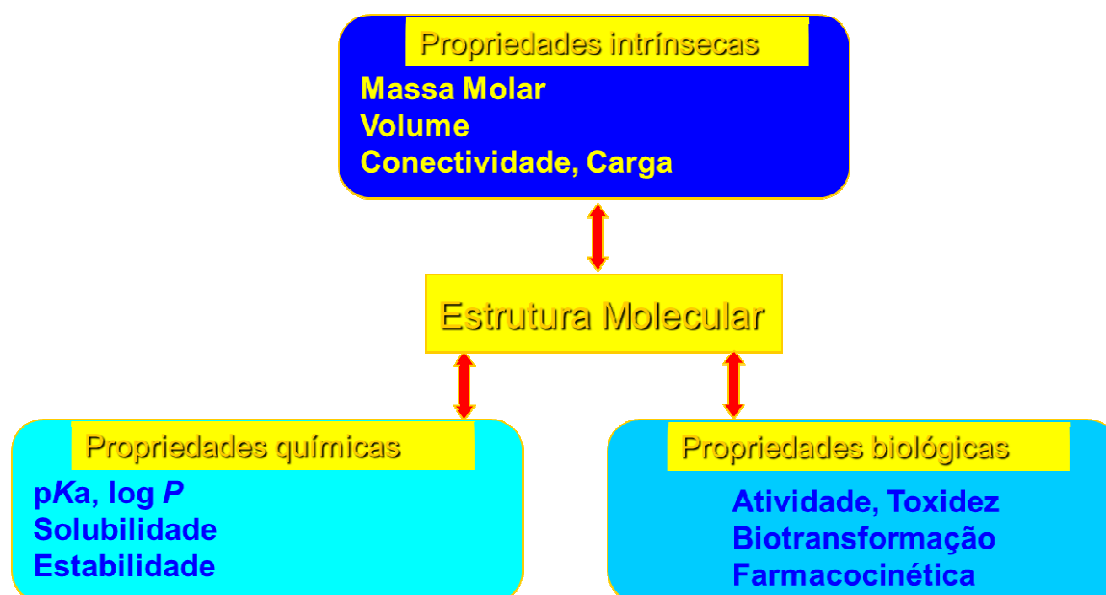 Propriedades intrínsecas
Massa Molar
Volume
Conectividade, Carga
Estrutura Molecular
Propriedades químicas
pKa, log P
Solubilidade
Estabilidade
Propriedades biológicas
Atividade, Toxidez
Biotransformação
Farmacocinética